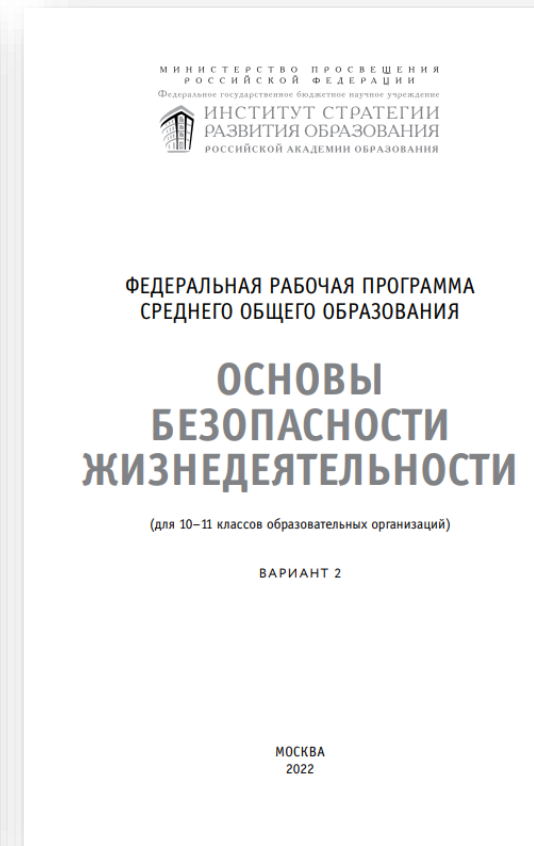 МИНИСТЕРСТВО ПРОСВЕЩЕНИЯ
РОССИЙСКОЙ ФЕДЕРАЦИИ
Федеральное государственное бюджетное научное учреждение
ИНСТИТУТ СТРАТЕГИИ
РАЗВИТИЯ ОБРАЗОВАНИЯ
РОССИЙСКОЙ АКАДЕМИИ ОБРАЗОВАНИЯ
ФЕДЕРАЛЬНАЯ РАБОЧАЯ ПРОГРАММА
СРЕДНЕГО ОБЩЕГО ОБРАЗОВАНИЯ
ОСНОВЫ
БЕЗОПАСНОСТИ
ЖИЗНЕДЕЯТЕЛЬНОСТИ
(для 10–11 классов образовательных организаций)
ВАРИАНТ 2
МОСКВА
2022